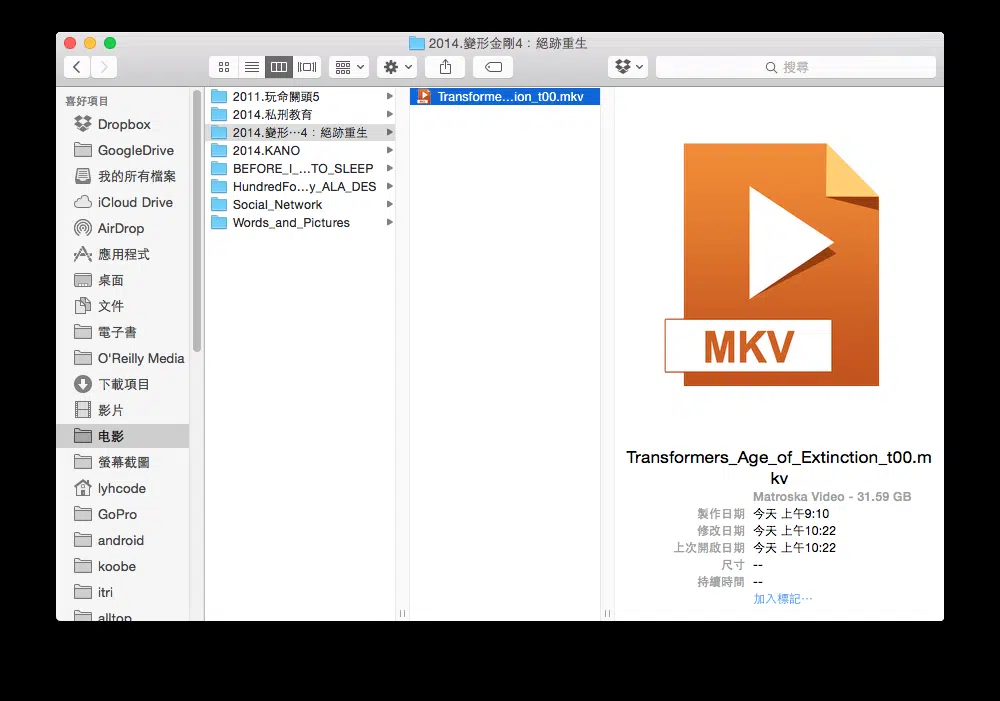 2014.變形金剛4：絕跡重生
搜尋
喜好項目
Dropbox
GoogleDrive
我的所有檔案
iCloud Drive
AirDrop
應用程式
桌面
文件
電子書
O'Reilly Media
下載項目
影片
电影
螢幕截圖
lyhcode
GoPro
android
koobe
itri
alltop
2011.玩命關頭5
2014.私刑教育
2014.變形⋯4：絕跡重生
2014.KANO
BEFORE_I_...TO_SLEEP
HundredFo...y_ALA_DES
Social_Network
Words_and_Pictures
Transforme...ion_t00.mkv
MKV
Transformers_Age_of_Extinction_t00.m
kv
Matroska Video - 31.59 GB
製作日期 今天 上午9:10
修改日期 今天 上午10:22
上次開啟日期 今天 上午10:22
尺寸 --
持續時間 --
加入標記⋯